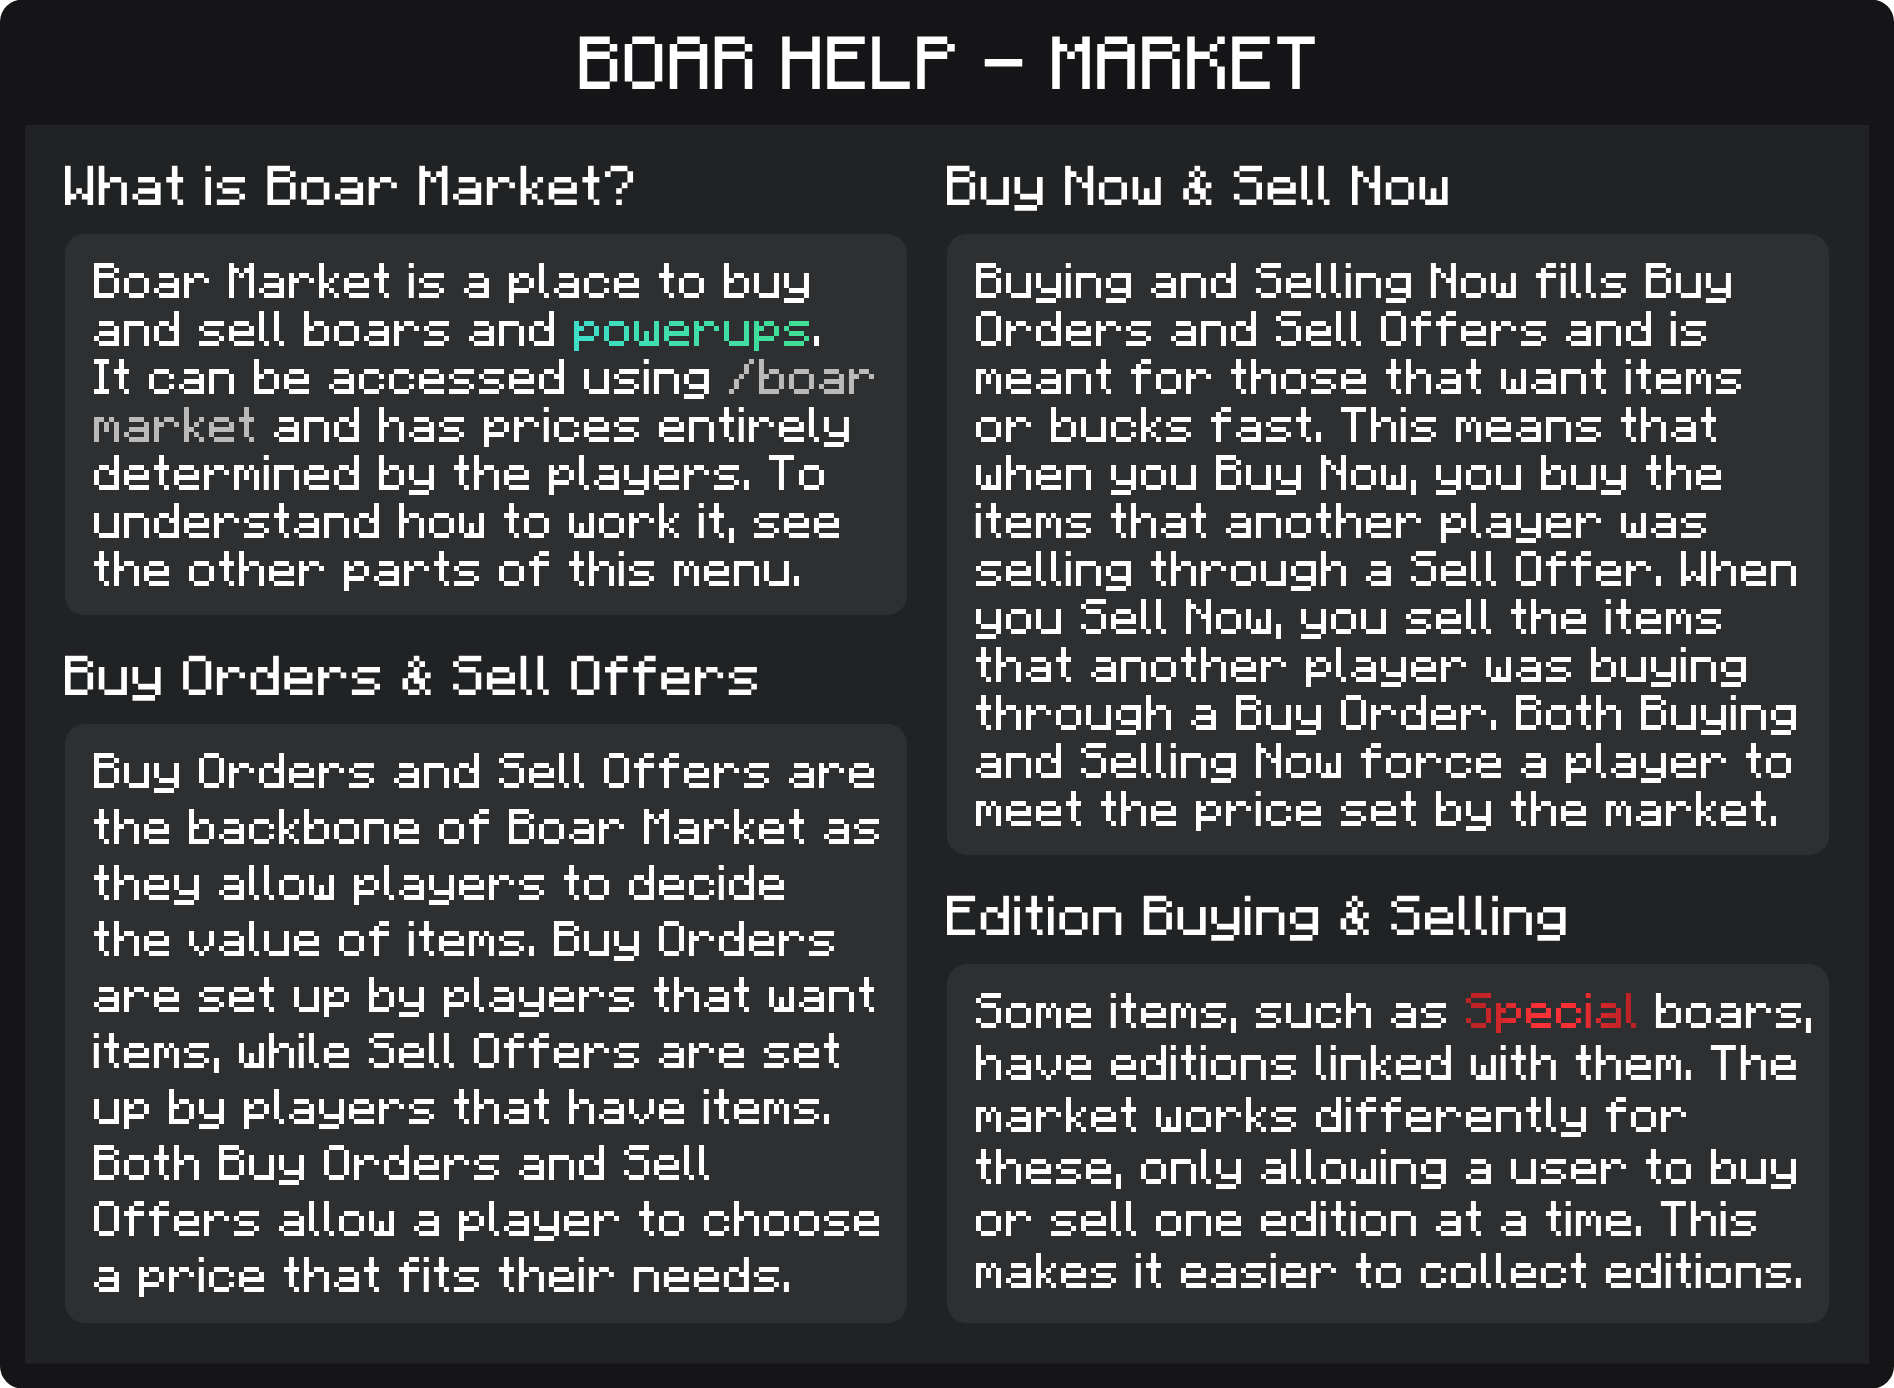 BOAR HELP - MARKET
What is Boar Market?
Boar Market is a place to buy
and sell boars and powerups.
It can be accessed using /boar
market and has prices entirely
determined by the players. To
understand how to work it, see
the other parts of this menu.
Buy Orders & Sell Offers
Buy Orders and Sell Offers are
the backbone of Boar Market as
they allow players to decide
the value of items. Buy Orders
are set up by players that want
items, while Sell Offers are set
up by players that have items.
Both Buy Orders and Sell
Offers allow a player to choose
a price that fits their needs.
Buy Now & Sell Now
Buying and Selling Now fills Buy
Orders and Sell Offers and is
meant for those that want items
or bucks fast. This means that
when you Buy Now, you buy the
items that another player was
selling through a Sell Offer. When
you Sell Now, you sell the items
that another player was buying
through a Buy Order. Both Buying
and Selling Now force a player to
meet the price set by the market.
Edition Buying & Selling
Some items, such as Special boars,
have editions linked with them. The
market works differently for
these, only allowing a user to buy
or sell one edition at a time. This
makes it easier to collect editions.